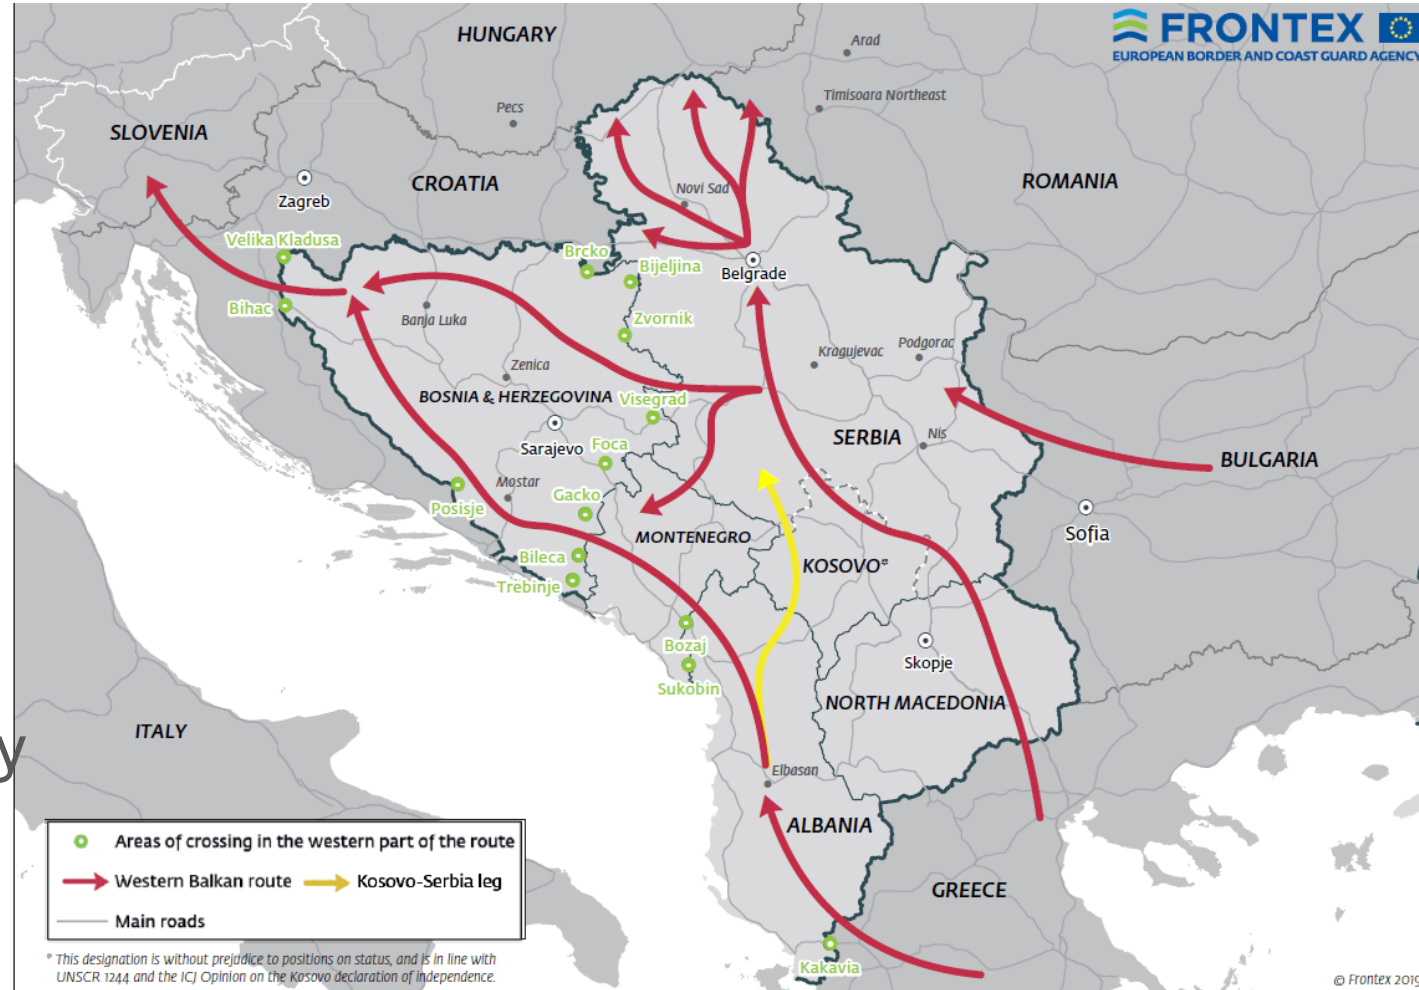 FRONTEX
EUROPEAN BORDER AND COAST GUARD AGENCY
HUNGARY
Arad
Pecs
Timisoara Northeast
SLOVENIA
CROATIA
ROMANIA
Zagreb
Novi Sad
Velika Kladusa
Brcko
Bijeljina
Belgrade
Bihac
Banja Luka
Zvornik
Kragujevac
Podgorac
Zenica
BOSNIA & HERZEGOVINA
Visegrad
SERBIA
Nis
Sarajevo
Foca
BULGARIA
Mostar
Gacko
Posisje
MONTENEGRO
Sofia
Bileca
KOSOVO*
Trebinje
Bozaj
Skopje
Sukobin
NORTH MACEDONIA
ITALY
y
Elbasan
ALBANIA
GREECE
Kakavia
Areas of crossing in the western part of the route
Western Balkan route
Kosovo-Serbia leg
Main roads
* This designation is without prejudice to positions on status, and is in line with
UNSCR 1244 and the ICJ Opinion on the Kosovo declaration of independence.
© Frontex 2019